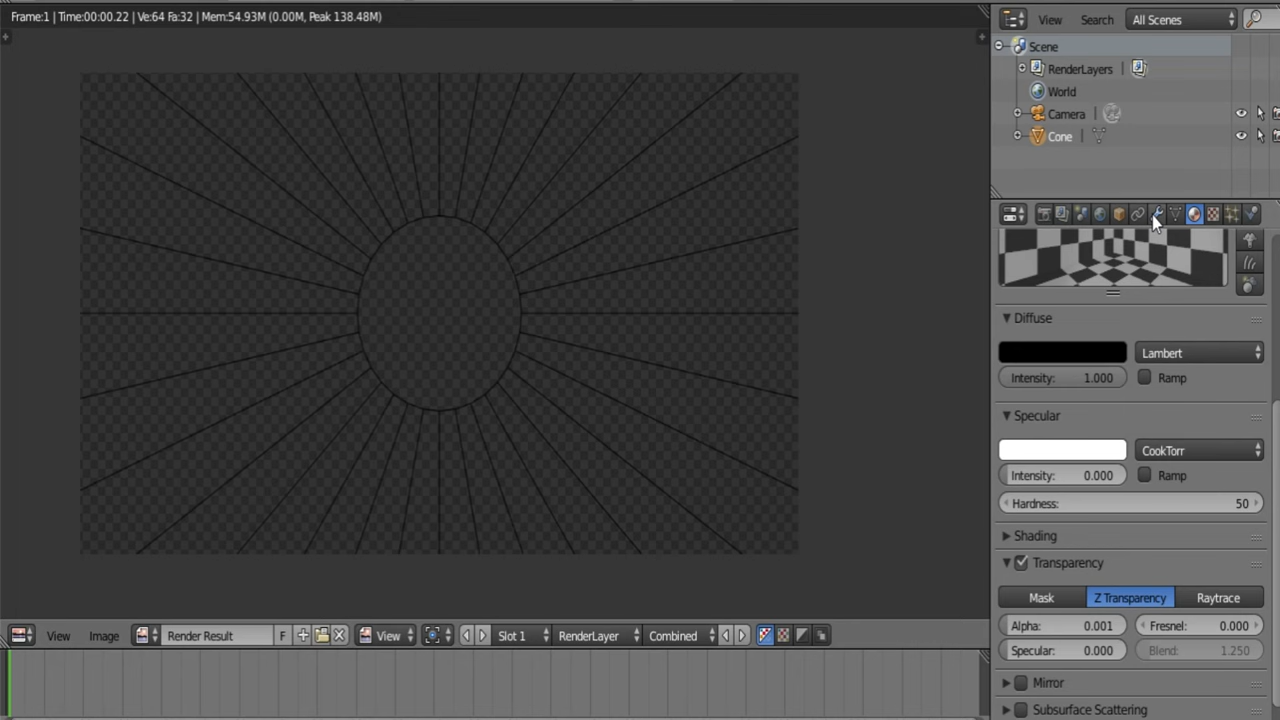 Frame:1 | Time:00:00.22 | Ve:64 Fa:32 | Mem:54.93M (0.00M, Peak 138.48M)
View Search All Scenes
Scene
RenderLayers |
World
Camera |
Cone |
Diffuse
Lambert
Intensity: 1.000 Ramp
Specular
CookTorr
Intensity: 0.000 Ramp
Hardness: 50
Shading
Transparency
Mask Z Transparency Raytrace
Alpha: 0.001 Fresnel: 0.000
Specular: 0.000 Blend: 1.250
Mirror
Subsurface Scattering
View Image Render Result F View Slot 1 RenderLayer Combined